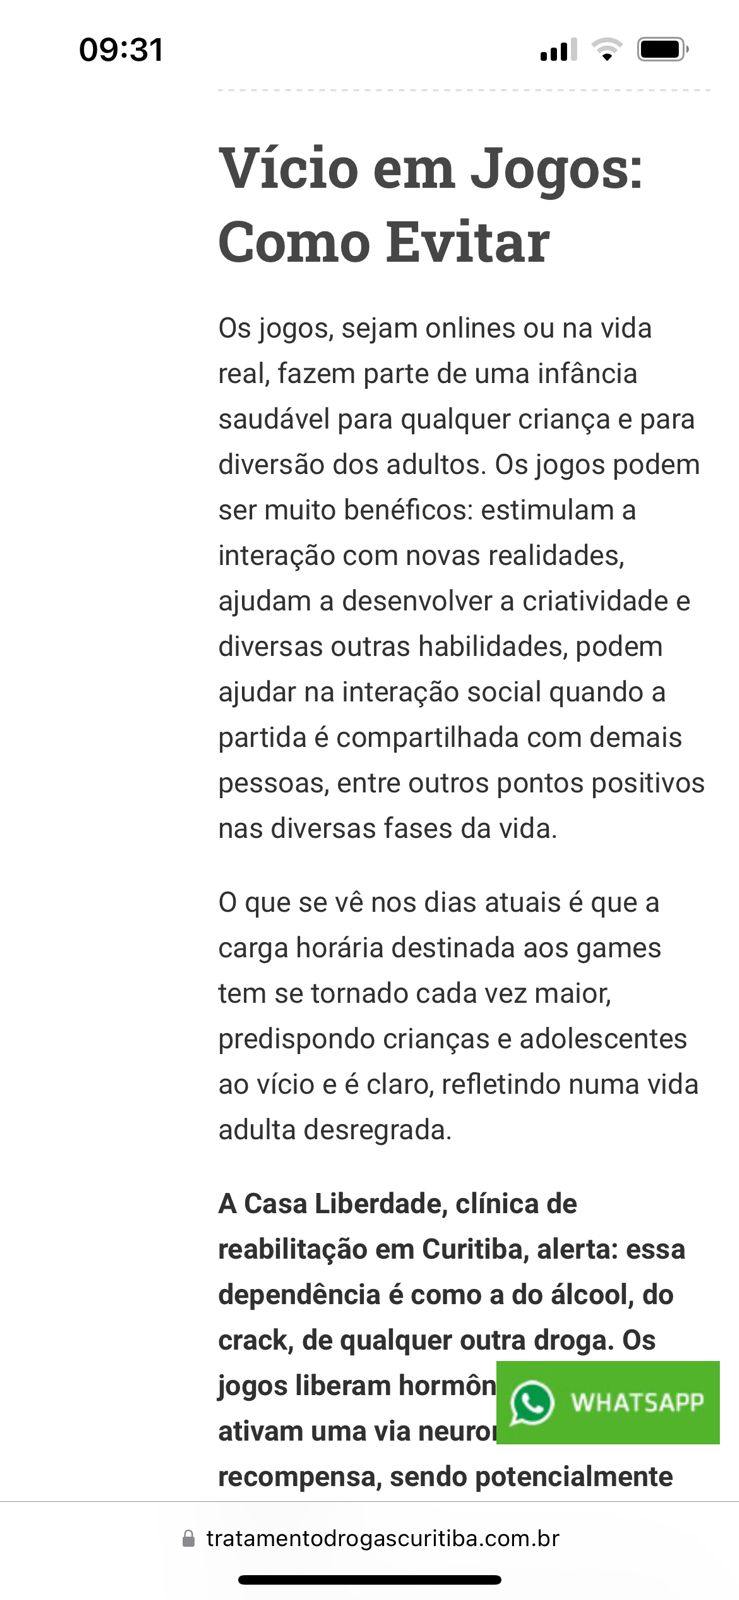 09:31
Vício em Jogos:
Como Evitar
Os jogos, sejam onlines ou na vida
real, fazem parte de uma infância
saudável para qualquer criança e para
diversão dos adultos. Os jogos podem
ser muito benéficos: estimulam a
interação com novas realidades,
ajudam a desenvolver a criatividade e
diversas outras habilidades, podem
ajudar na interação social quando a
partida é compartilhada com demais
pessoas, entre outros pontos positivos
nas diversas fases da vida.
O que se vê nos dias atuais é que a
carga horária destinada aos games
tem se tornado cada vez maior,
predispondo crianças e adolescentes
ao vício e é claro, refletindo numa vida
adulta desregrada.
A Casa Liberdade, clínica de
reabilitação em Curitiba, alerta: essa
dependência é como a do álcool, do
crack, de qualquer outra droga. Os
jogos liberam
WHATSAPP
ativam uma via
recompensa, sendo potencialmente
tratamentodrogascuritiba.com.br